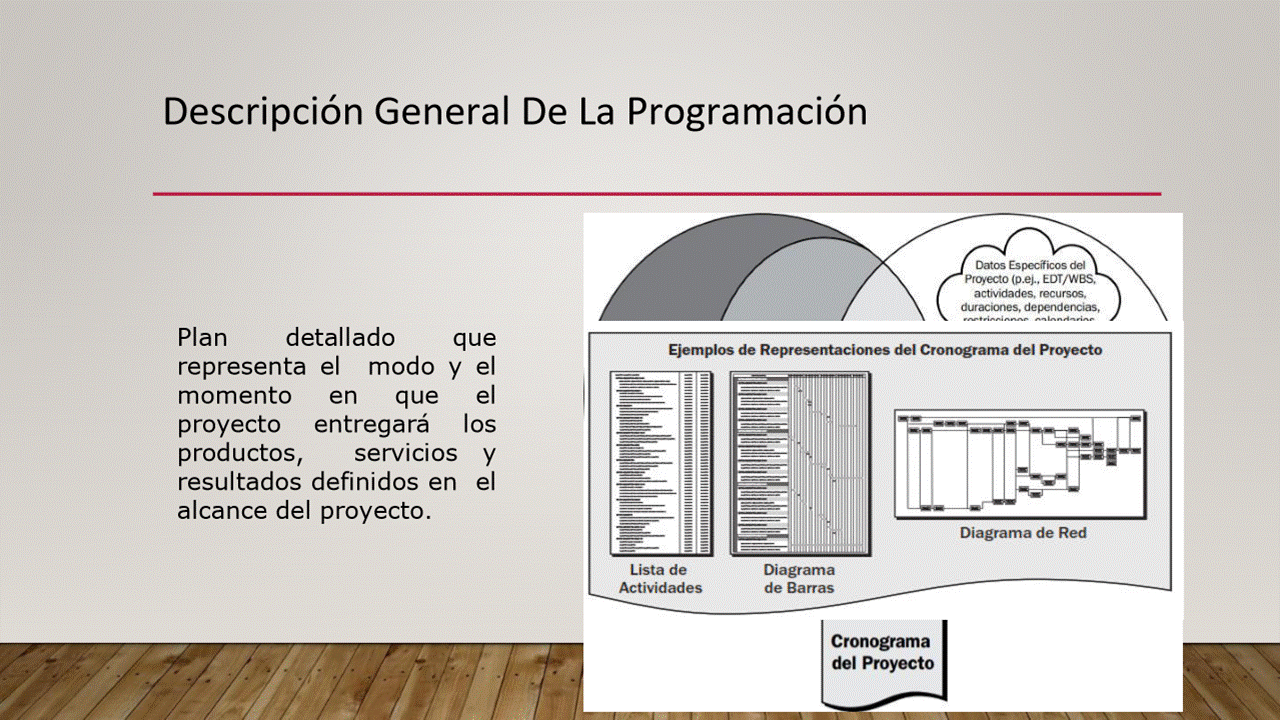 Descripción General De La Programación
Plan detallado que
representa el modo y el
momento en que el
proyecto entregará los
productos, servicios y
resultados definidos en el
alcance del proyecto.
Datos Específicos del
Proyecto (p.ej., EDT/WBS,
actividades, recursos,
duraciones, dependencias,
restricciones, calendarios,
Ejemplos de Representaciones del Cronograma del Proyecto
Lista de
Actividades
Diagrama
de Barras
Diagrama de Red
Cronograma
del Proyecto